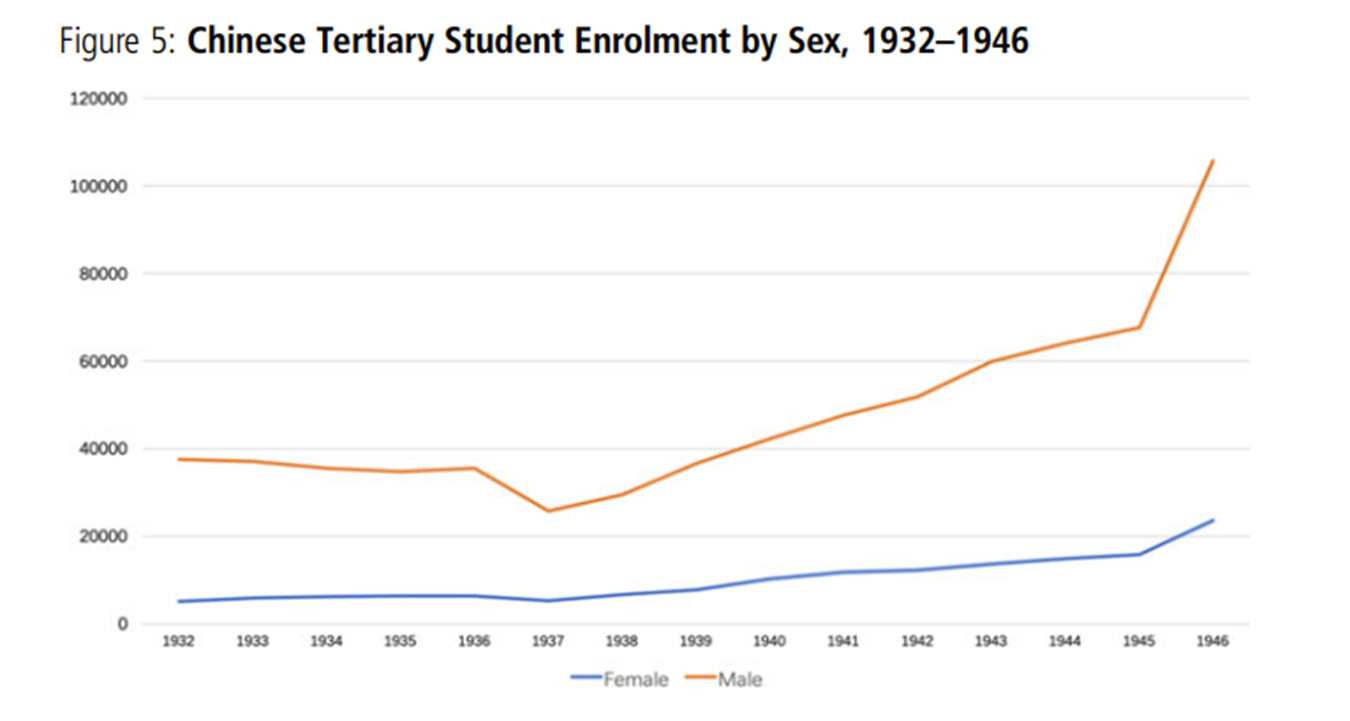 Figure 5: Chinese Tertiary Student Enrolment by Sex, 1932–1946
120000
100000
80000
60000
40000
20000
0
1932 1933 1934 1935 1936 1937 1938 1939 1940 1941 1942 1943 1944 1945 1946
Female Male